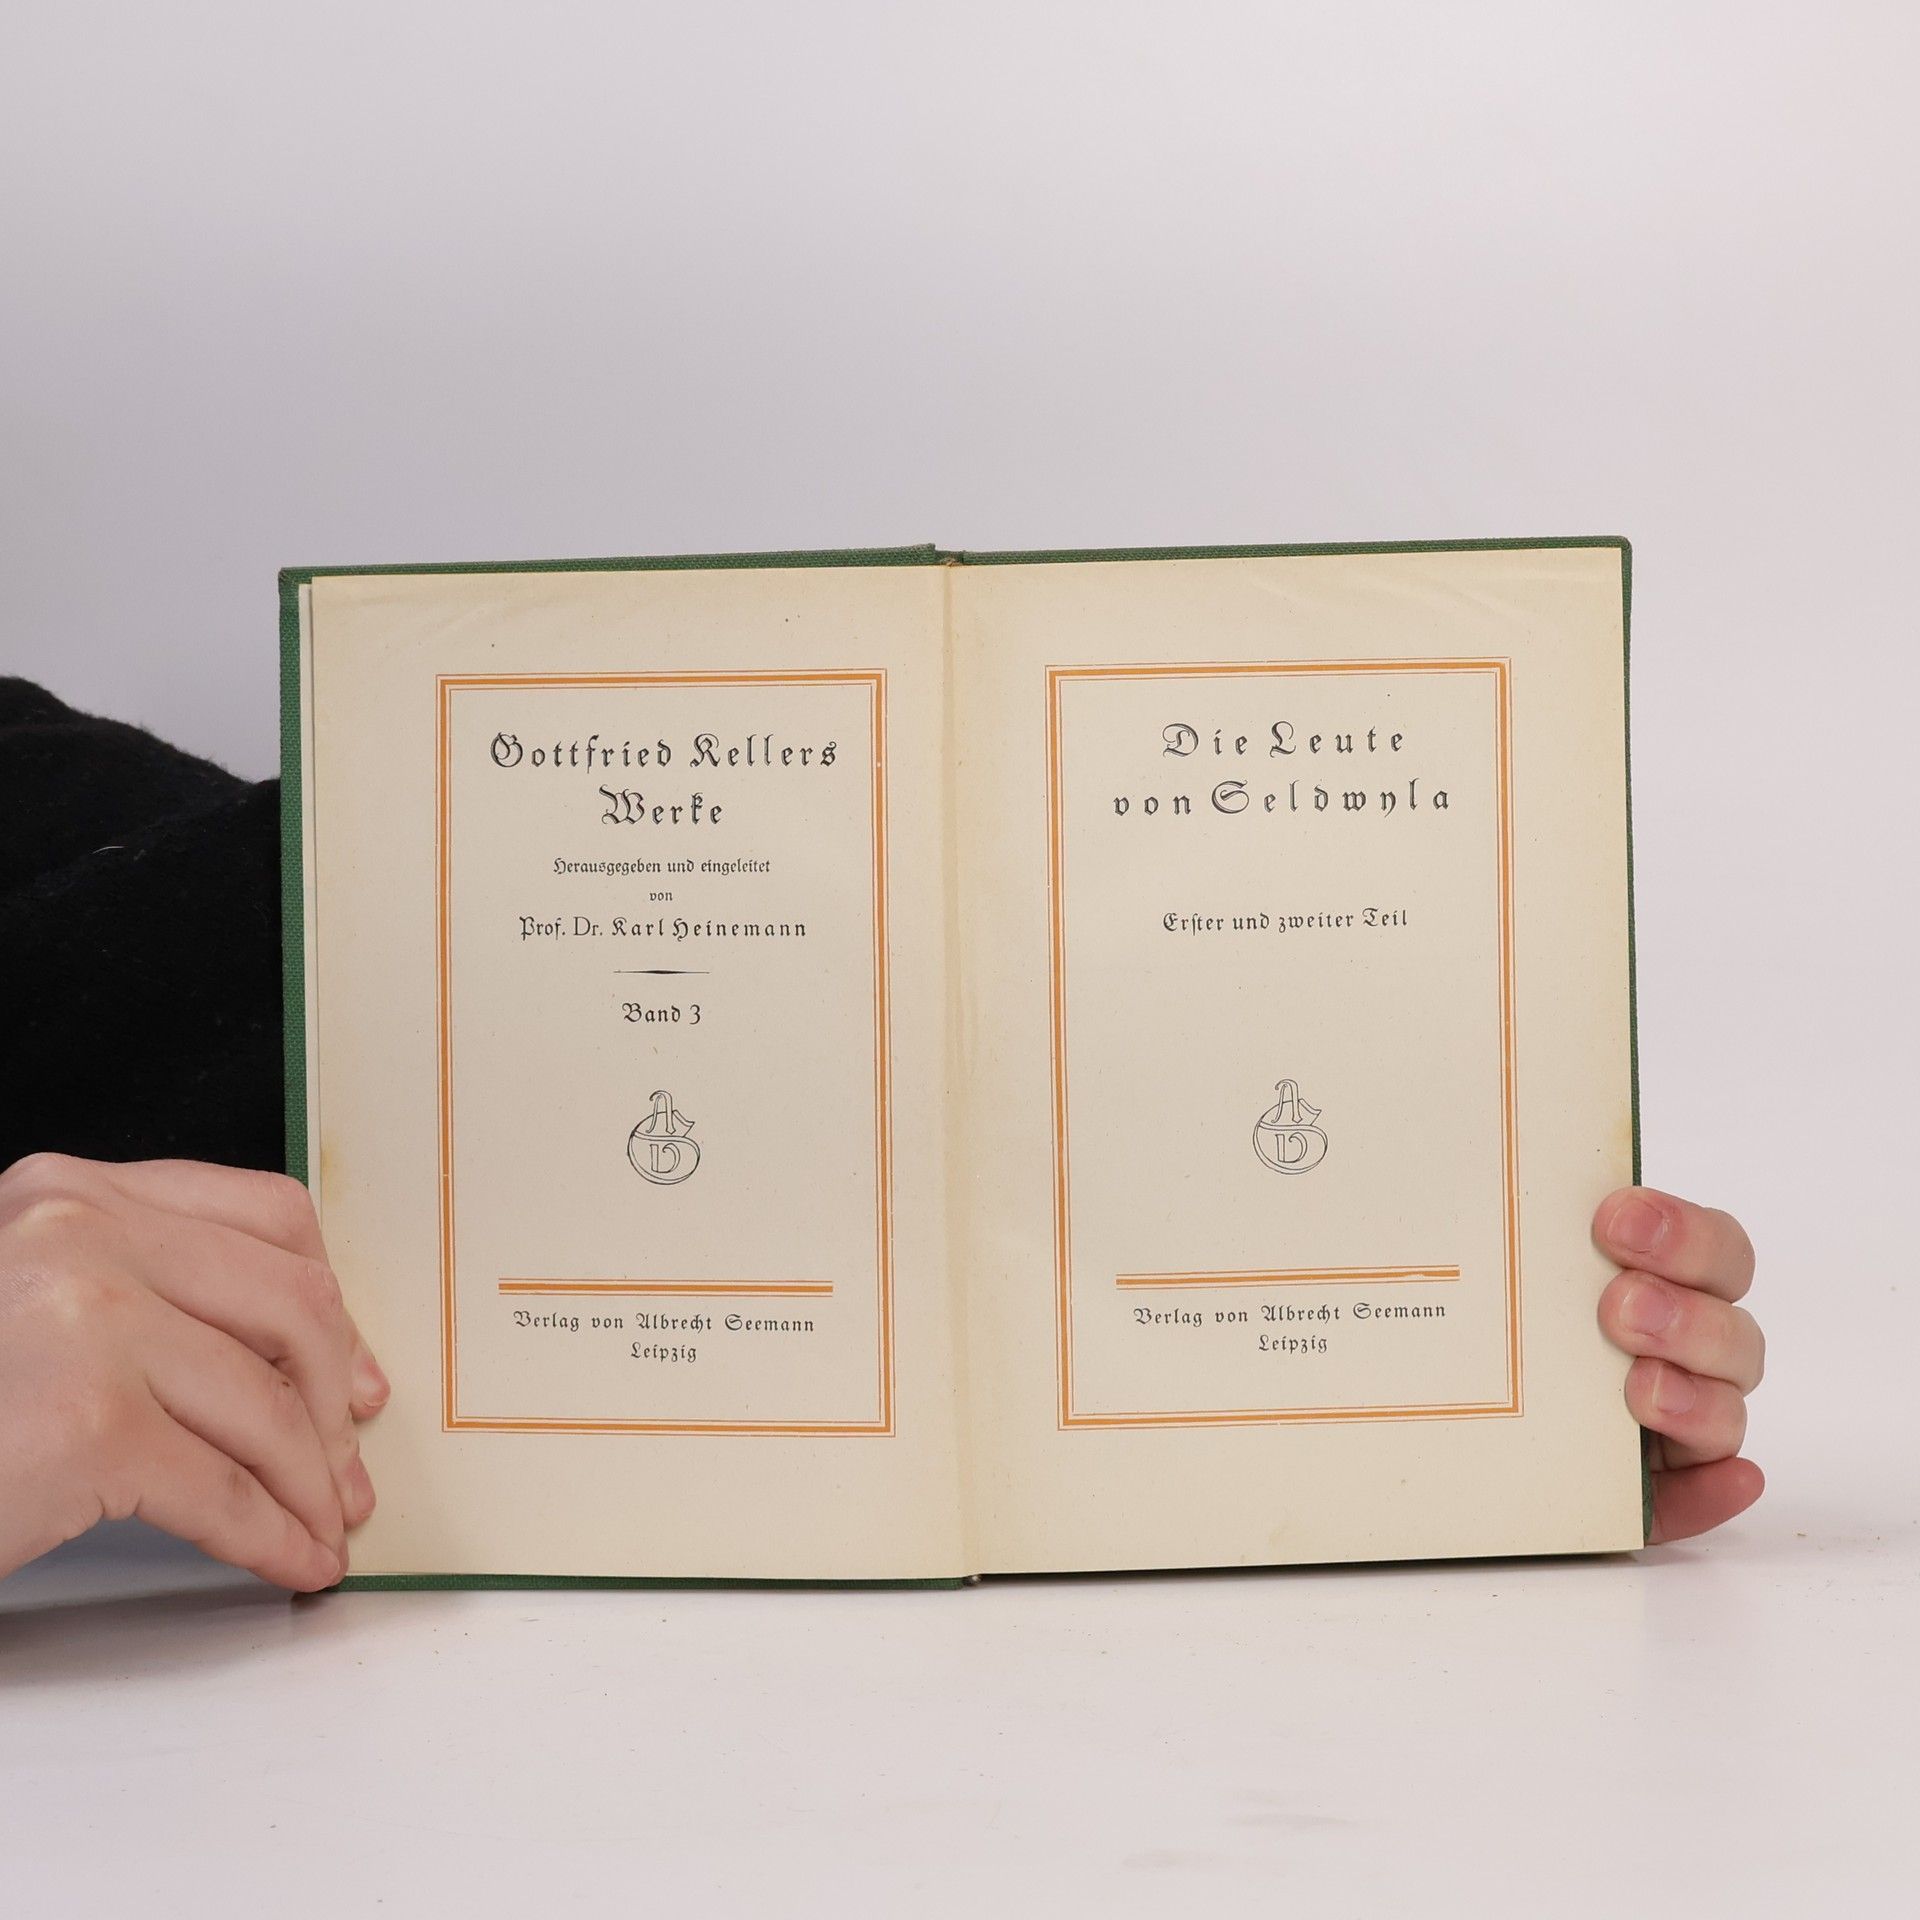 Gottfried Kellers
Werke
Herausgegeben und eingeleitet
von
Prof. Dr. Karl Heinemann
Band 3
A
S
V
Verlag von Albrecht Seemann
Leipzig
Die Leute
von Seldwyla
Erſter und zweiter Teil
A
S
V
Verlag von Albrecht Seemann
Leipzig